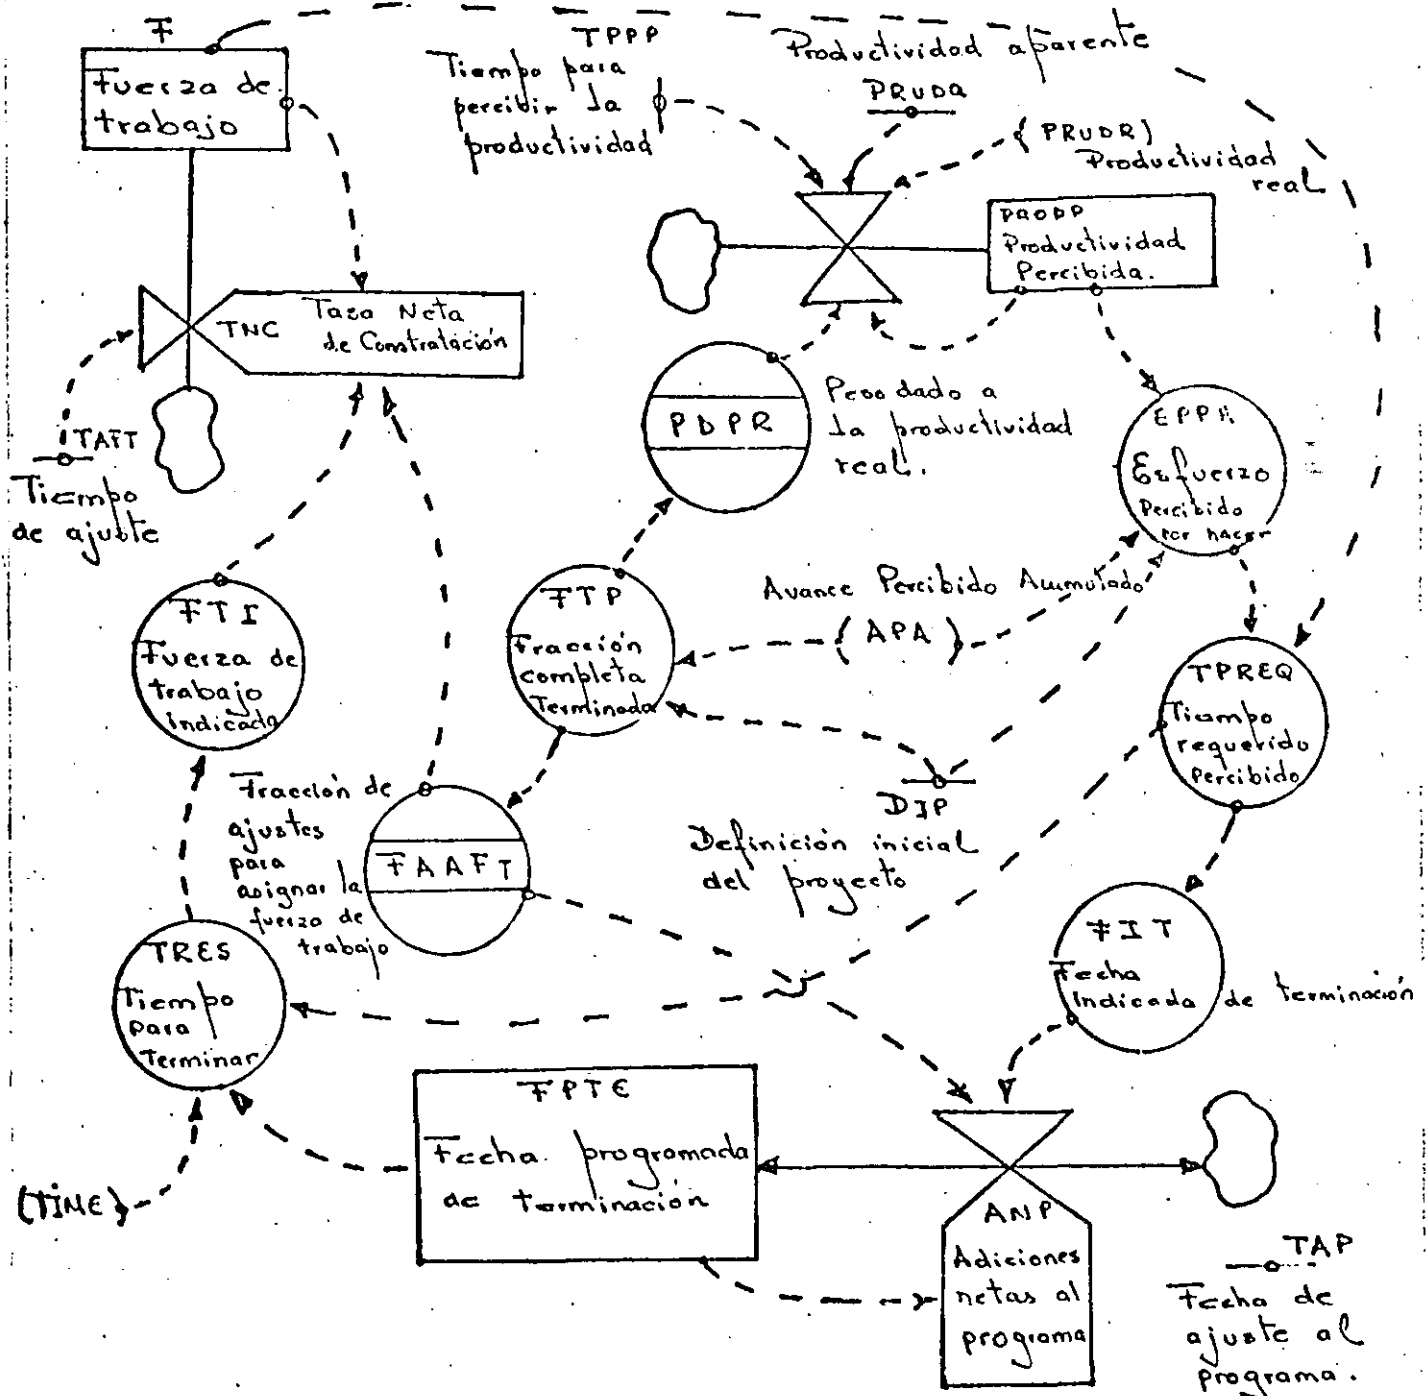 F
Fuerza de
trabajo
TPPP
Tiempo para
percibir la
productividad
Productividad aparente
PRUDA
(PRUDR)
Productividad
real
PRODP
Productividad
Percibida.
TNC
Tasa Neta
de Constratación
TAFT
Tiempo
de ajuste
PDPR
Peso dado a
la productividad
real.
EPPH
Esfuerzo
Percibido
por hacer
FTI
Fuerza de
trabajo
indicada
FTP
Fracción
completa
Terminada
Avance Percibido Acumulado
(APA)
TPREQ
Tiempo
requerido
Percibido
Fracción de
ajustes
para
asignar la
fuerza de
trabajo
FAAFT
DIP
Definición inicial
del proyecto
TRES
Tiempo
para
Terminar
FIT
Fecha
indicada de terminación
FPTE
Fecha programada
de terminación
(TIME)
ANP
Adiciones
netas al
programa
TAP
Fecha de
ajuste al
programa.